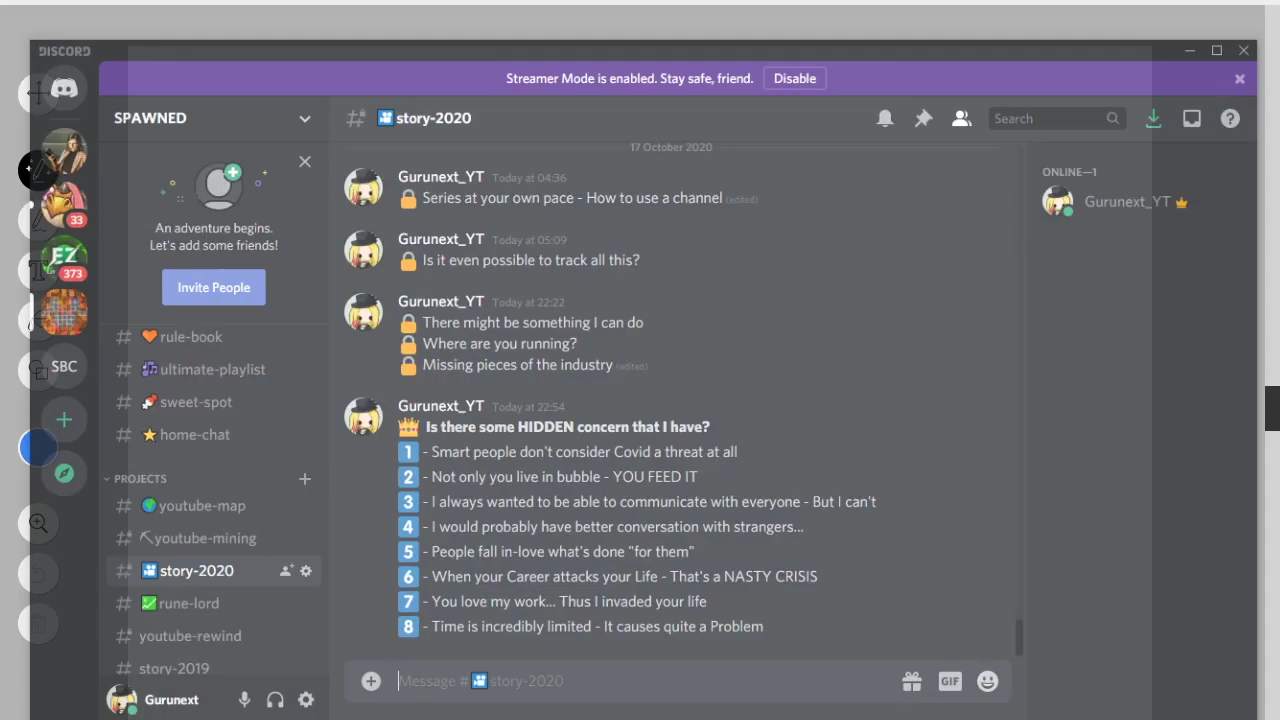 DISCORD
Streamer Mode is enabled. Stay safe, friend.
Disable
SPAWNED
story-2020
Search
17 October 2020
ONLINE—1
Gurunext_YT
33
EZ
373
SBC
An adventure begins.
Let's add some friends!
Invite People
rule-book
ultimate-playlist
sweet-spot
home-chat
PROJECTS
youtube-map
youtube-mining
story-2020
rune-lord
youtube-rewind
story-2019
Gurunext
Gurunext_YT Today at 04:36
Series at your own pace - How to use a channel (edited)
Gurunext_YT Today at 05:09
Is it even possible to track all this?
Gurunext_YT Today at 22:22
There might be something I can do
Where are you running?
Missing pieces of the industry (edited)
Gurunext_YT Today at 22:54
Is there some HIDDEN concern that I have?
1 - Smart people don't consider Covid a threat at all
2 - Not only you live in bubble - YOU FEED IT
3 - I always wanted to be able to communicate with everyone - But I can't
4 - I would probably have better conversation with strangers...
5 - People fall in-love what's done "for them"
6 - When your Career attacks your Life - That's a NASTY CRISIS
7 - You love my work... Thus I invaded your life
8 - Time is incredibly limited - It causes quite a Problem
Message # story-2020
GIF